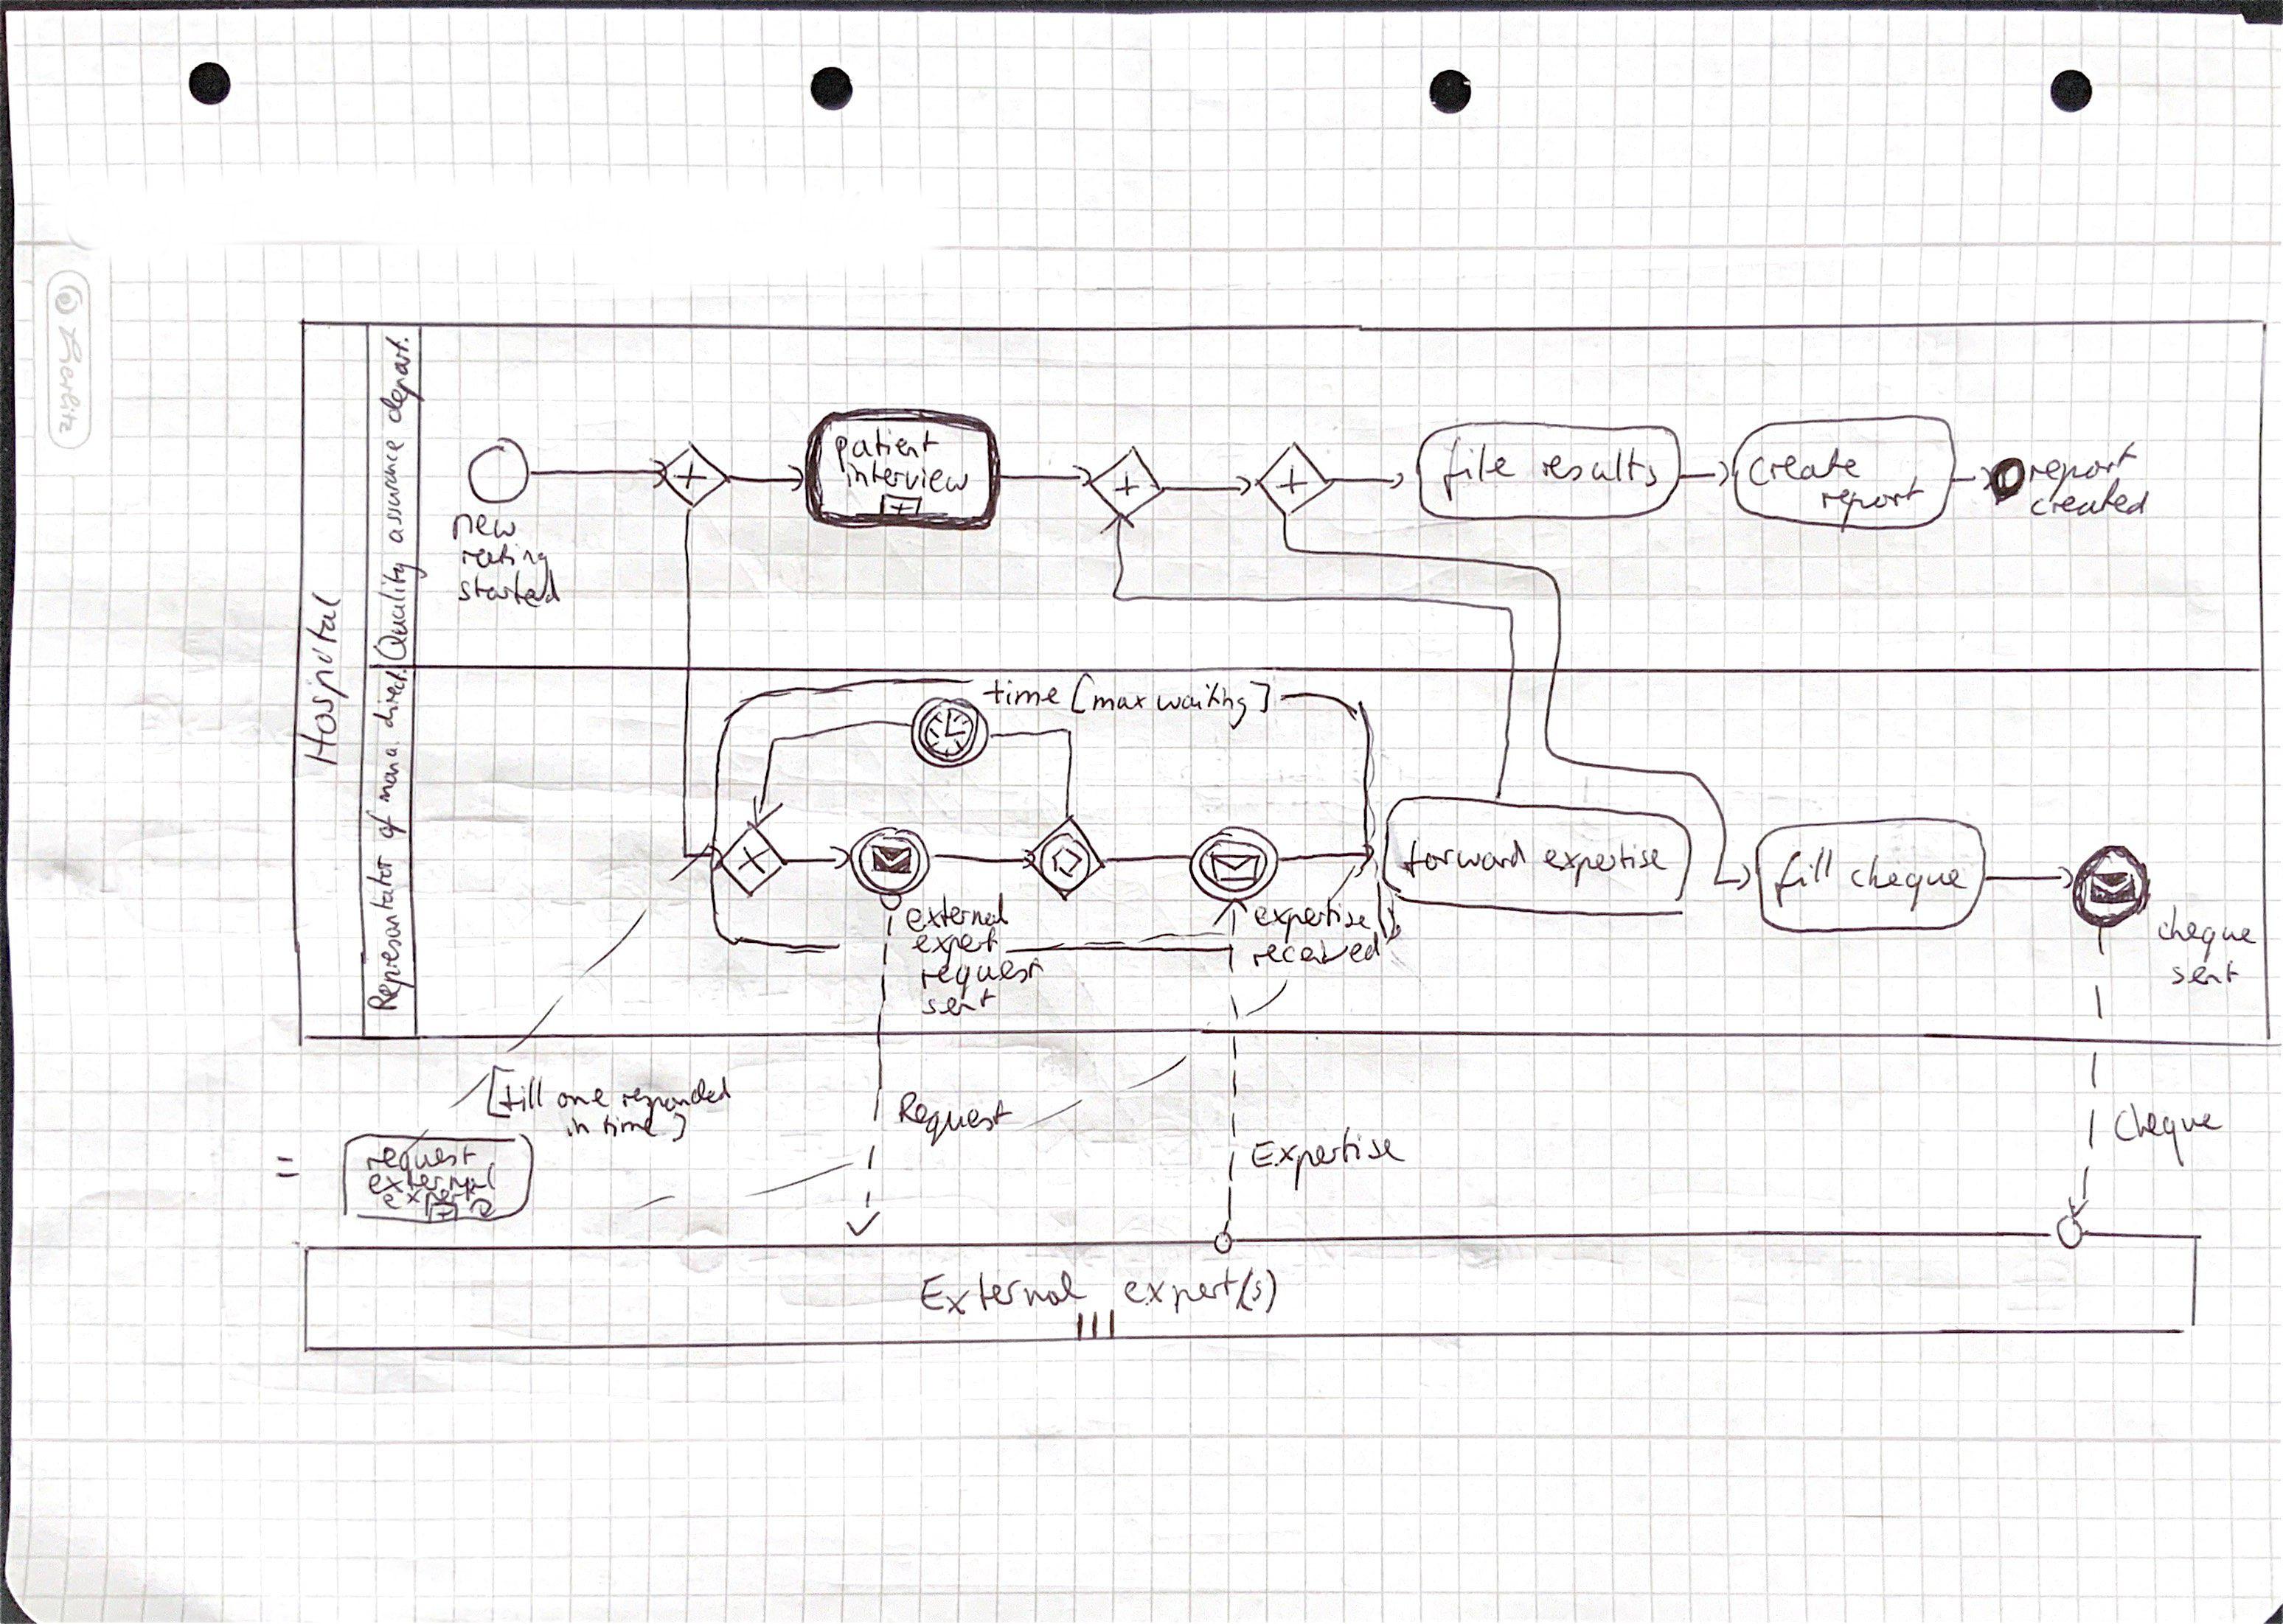 Herlitz
Hospital
Quality assurance depart.
Represantator of mana. direct.
new
rating
started
patient
interview
file results
create
report
report
created
time [max waiting]
external
expert
request
sent
expertise
received
forward expertise
fill cheque
cheque
sent
[till one responded
in time]
=
request
external
expert
Request
Expertise
Cheque
External expert(s)